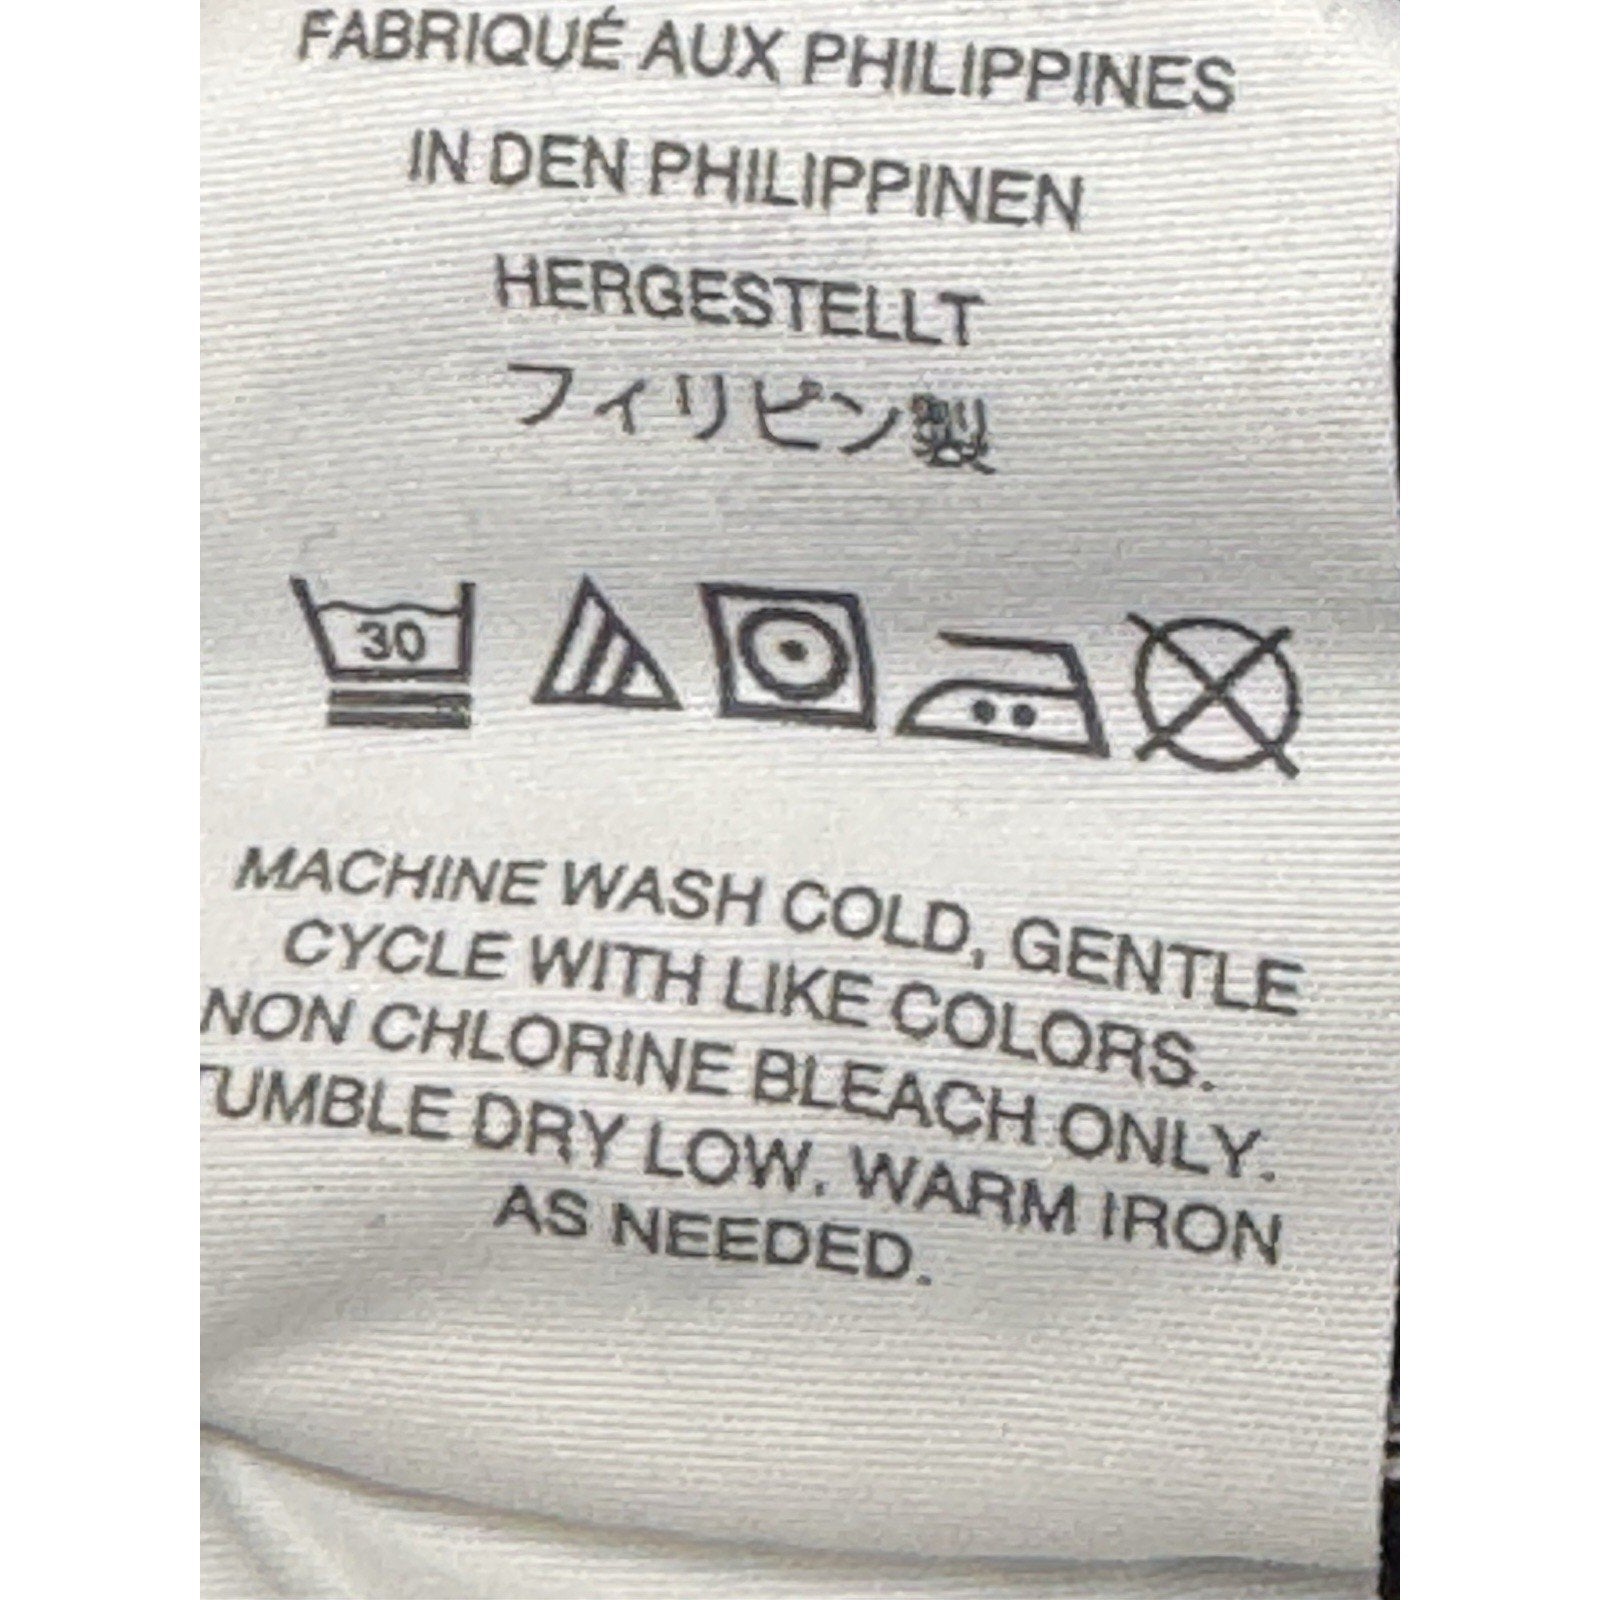 FABRIQUÉ AUX PHILIPPINES
IN DEN PHILIPPINEN
HERGESTELLT
フィリピン製
30
MACHINE WASH COLD, GENTLE
CYCLE WITH LIKE COLORS.
NON CHLORINE BLEACH ONLY.
TUMBLE DRY LOW, WARM IRON
AS NEEDED.